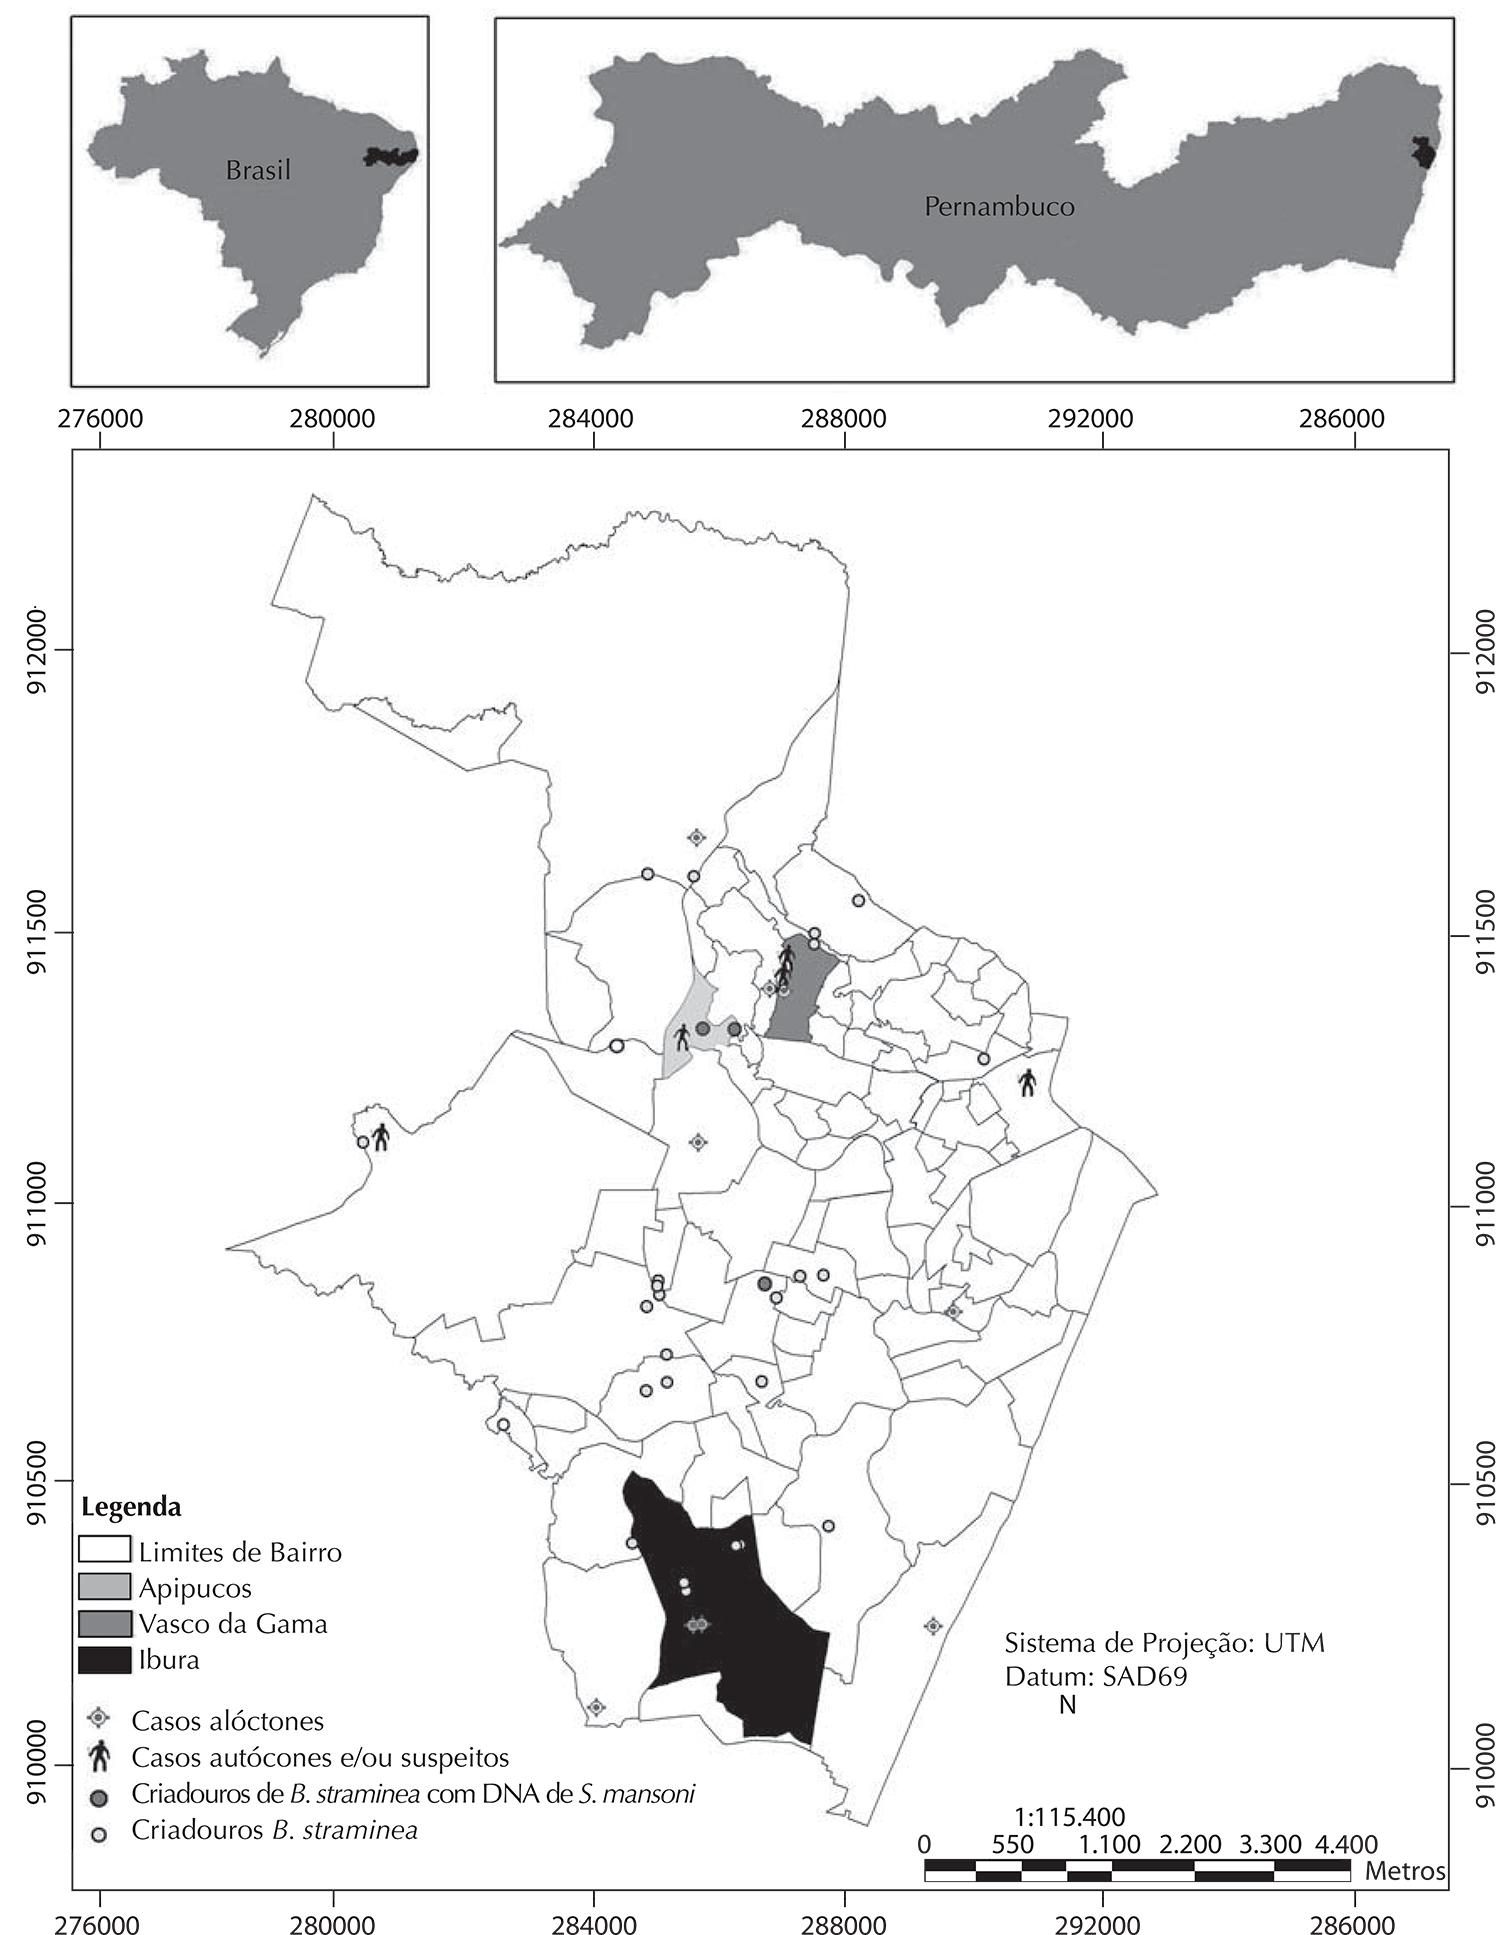 Brasil
Pernambuco
276000 280000 284000 288000 292000 286000
912000
911500
911000
910500
910000
912000
911500
911000
910500
910000
Legenda
Limites de Bairro
Apipucos
Vasco da Gama
Ibura
Casos alóctones
Casos autócones e/ou suspeitos
Criadouros de B. straminea com DNA de S. mansoni
Criadouros B. straminea
Sistema de Projeção: UTM
Datum: SAD69
N
1:115.400
0 550 1.100 2.200 3.300 4.400
Metros
276000 280000 284000 288000 292000 286000